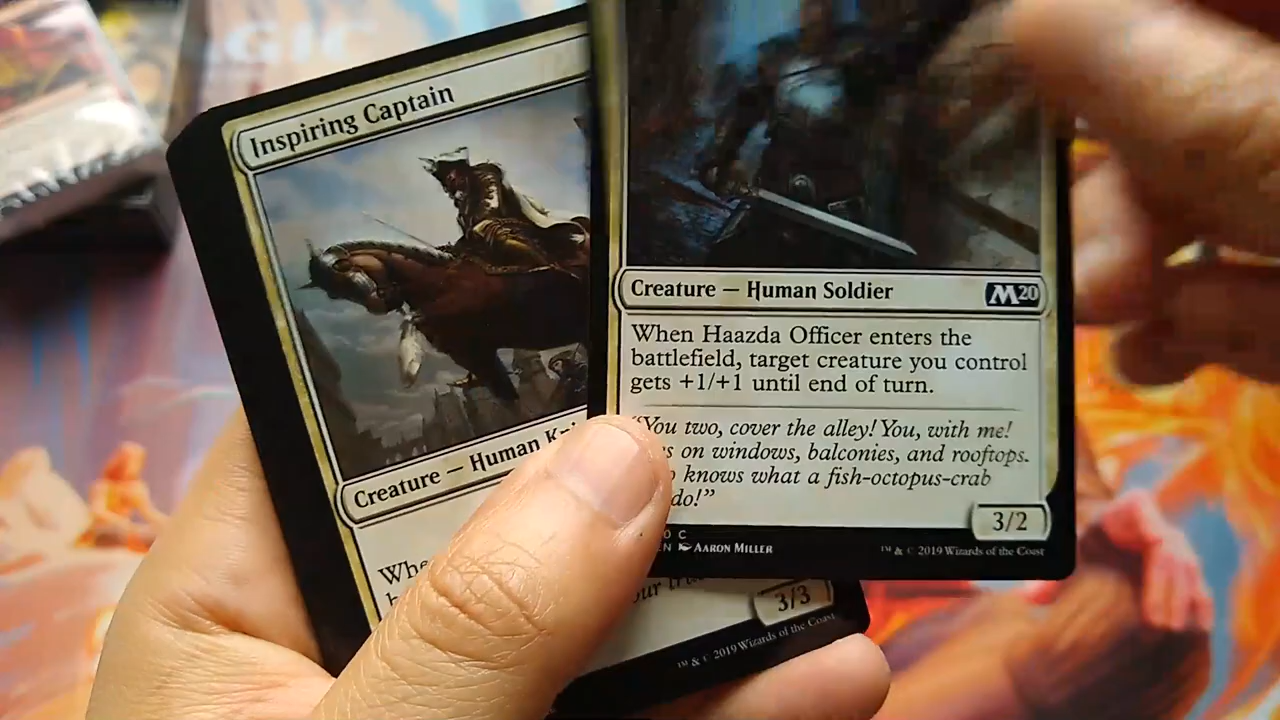 GIC
Inspiring Captain
Creature — Human
3/3
™ & © 2019 Wizards of the Coast
Creature — Human Soldier
M20
When Haazda Officer enters the
battlefield, target creature you control
gets +1/+1 until end of turn.
"You two, cover the alley! You, with me!
on windows, balconies, and rooftops.
knows what a fish-octopus-crab
do!"
3/2
C
AARON MILLER
™ & © 2019 Wizards of the Coast